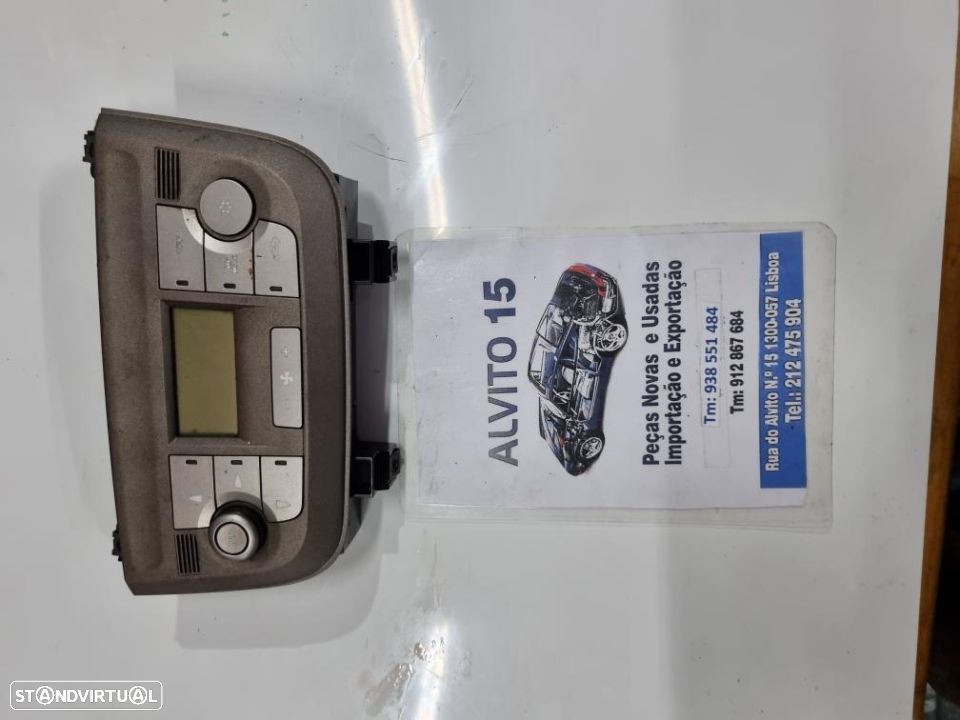 ALVITO 15
Peças Novas e Usadas
Importação e Exportação
Tm: 938 551 484
Tm: 912 867 684
Rua do Alvito N.º 15 1300-057 Lisboa
Tel.: 212 475 904
STANDVIRTUAL